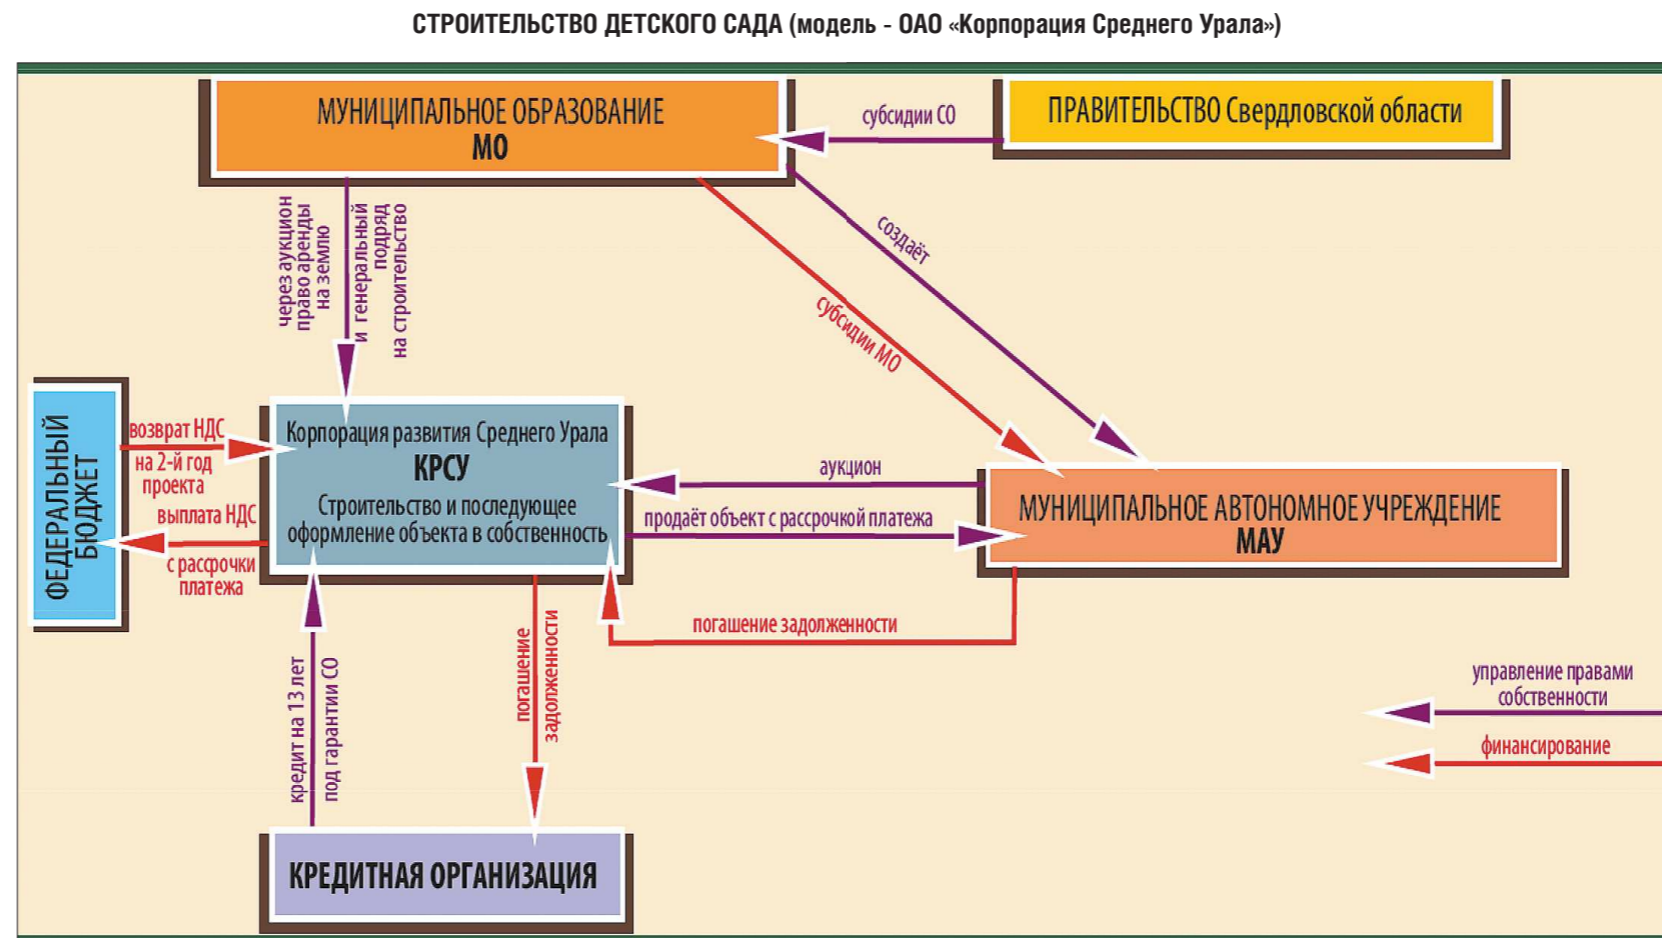 СТРОИТЕЛЬСТВО ДЕТСКОГО САДА (модель - ОАО «Корпорация Среднего Урала»)
МУНИЦИПАЛЬНОЕ ОБРАЗОВАНИЕ
МО
субсидии СО
ПРАВИТЕЛЬСТВО Свердловской области
через аукцион
право аренды
на землю
и генеральный
подряд
на строительство
создаёт
субсидии МО
ФЕДЕРАЛЬНЫЙ
БЮДЖЕТ
возврат НДС
на 2-й год
проекта
выплата НДС
с рассрочки
платежа
Корпорация развития Среднего Урала
КРСУ
Строительство и последующее
оформление объекта в собственность
аукцион
продаёт объект с рассрочкой платежа
МУНИЦИПАЛЬНОЕ АВТОНОМНОЕ УЧРЕЖДЕНИЕ
МАУ
погашение задолженности
кредит на 13 лет
под гарантии СО
погашение
задолженности
управление правами
собственности
финансирование
КРЕДИТНАЯ ОРГАНИЗАЦИЯ